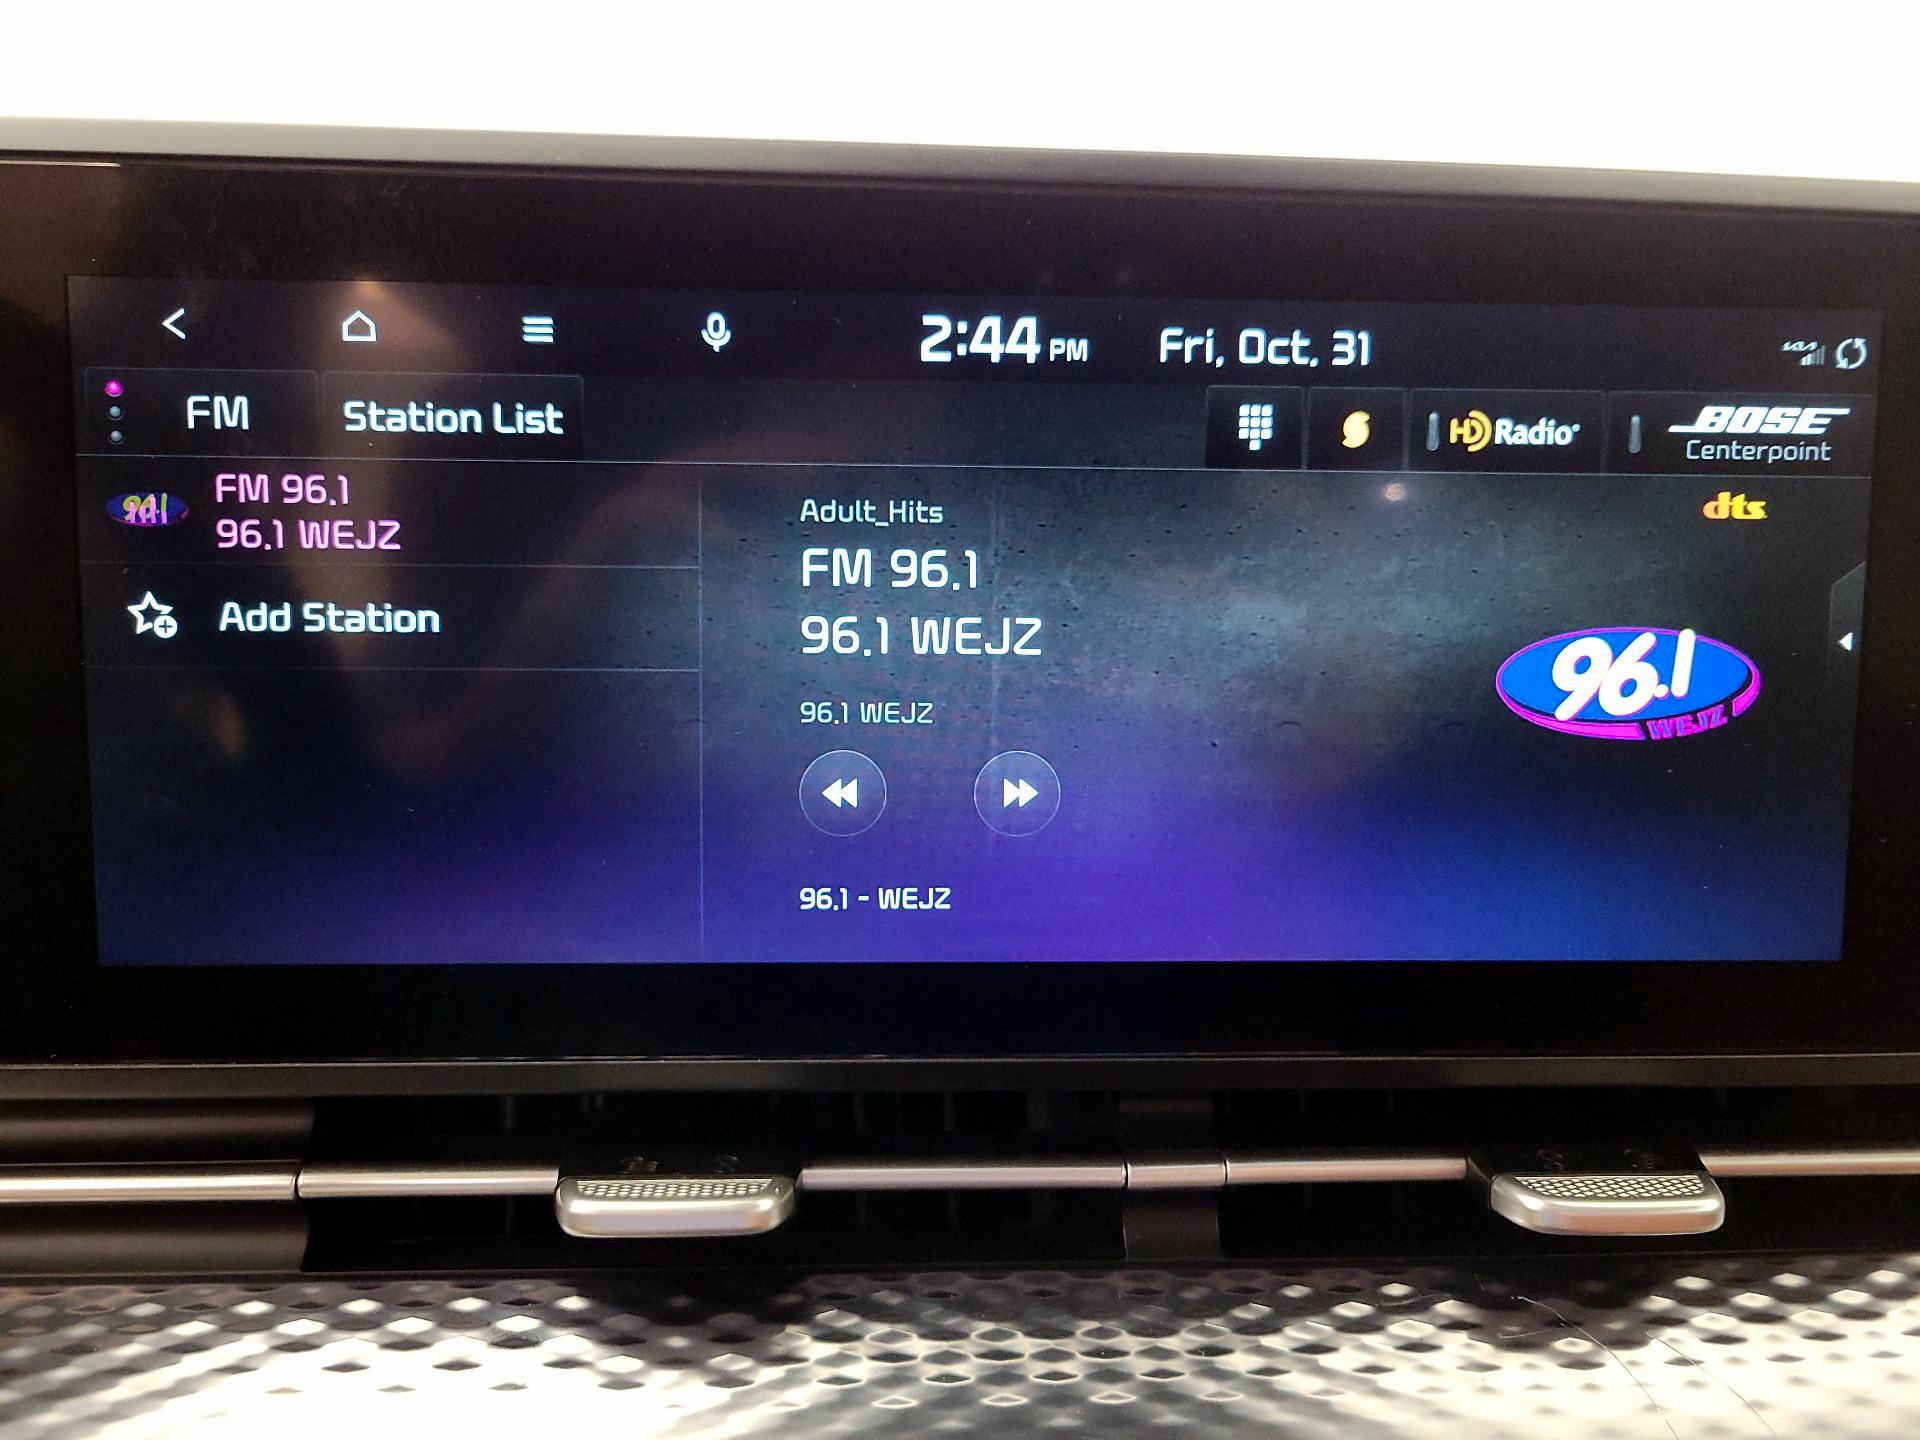 2:44 PM Fri, Oct. 31
KIA
FM Station List
HD Radio
BOSE
Centerpoint
FM 96.1
96.1 WEJZ
Add Station
Adult_Hits
FM 96.1
96.1 WEJZ
96.1 WEJZ
96.1 - WEJZ
dts
96.1
WEJZ